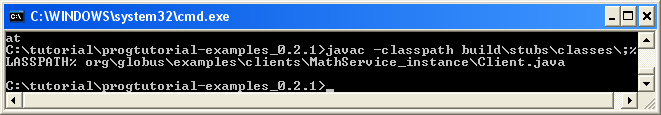 C:\WINDOWS\system32\cmd.exe
at
C:\tutorial\progtutorial-examples_0.2.1>javac -classpath build\stubs\classes\;%
LASSPATH% org\globus\examples\clients\MathService_instance\Client.java
C:\tutorial\progtutorial-examples_0.2.1>_